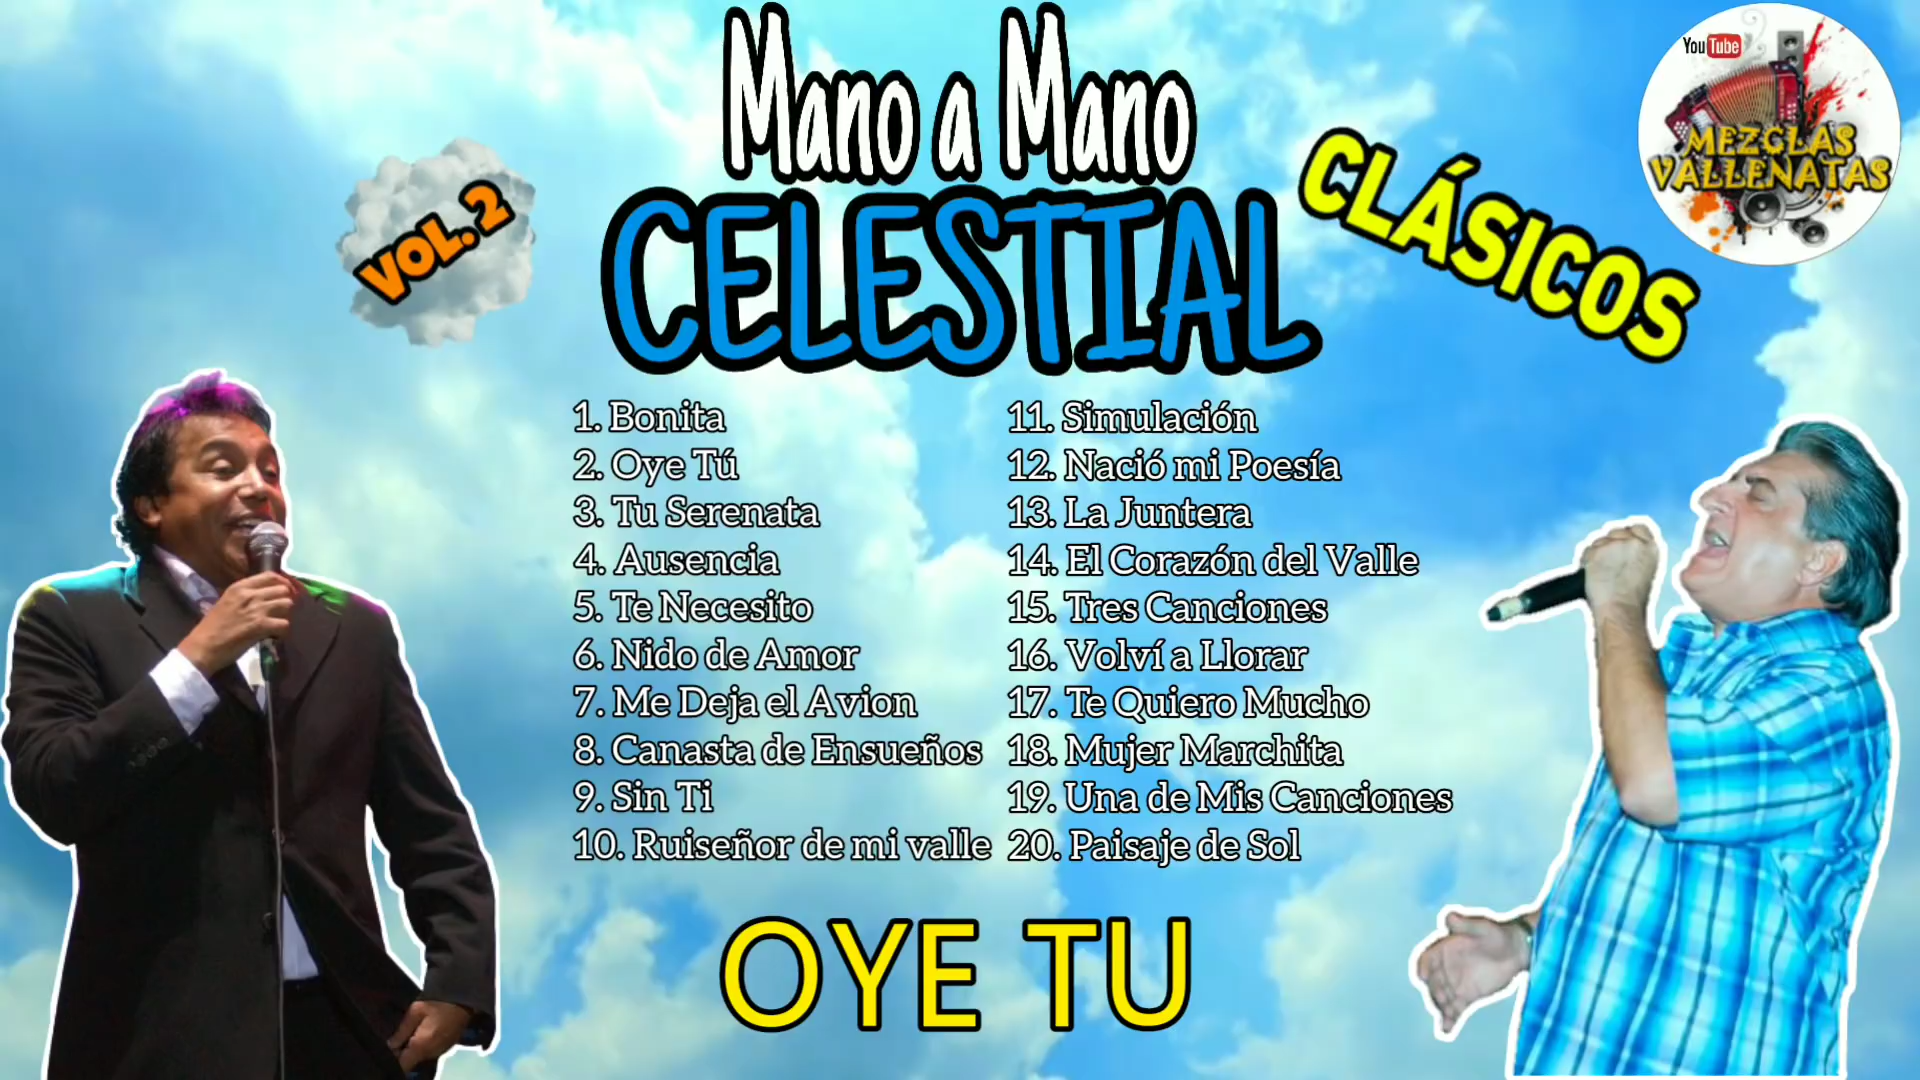 Mano a Mano
CELESTIAL
VOL. 2
CLÁSICOS
You Tube
MEZCLAS
VALLENATAS
1. Bonita
2. Oye Tú
3. Tu Serenata
4. Ausencia
5. Te Necesito
6. Nido de Amor
7. Me Deja el Avion
8. Canasta de Ensueños
9. Sin Ti
10. Ruiseñor de mi valle
11. Simulación
12. Nació mi Poesía
13. La Juntera
14. El Corazón del Valle
15. Tres Canciones
16. Volví a Llorar
17. Te Quiero Mucho
18. Mujer Marchita
19. Una de Mis Canciones
20. Paisaje de Sol
OYE TU